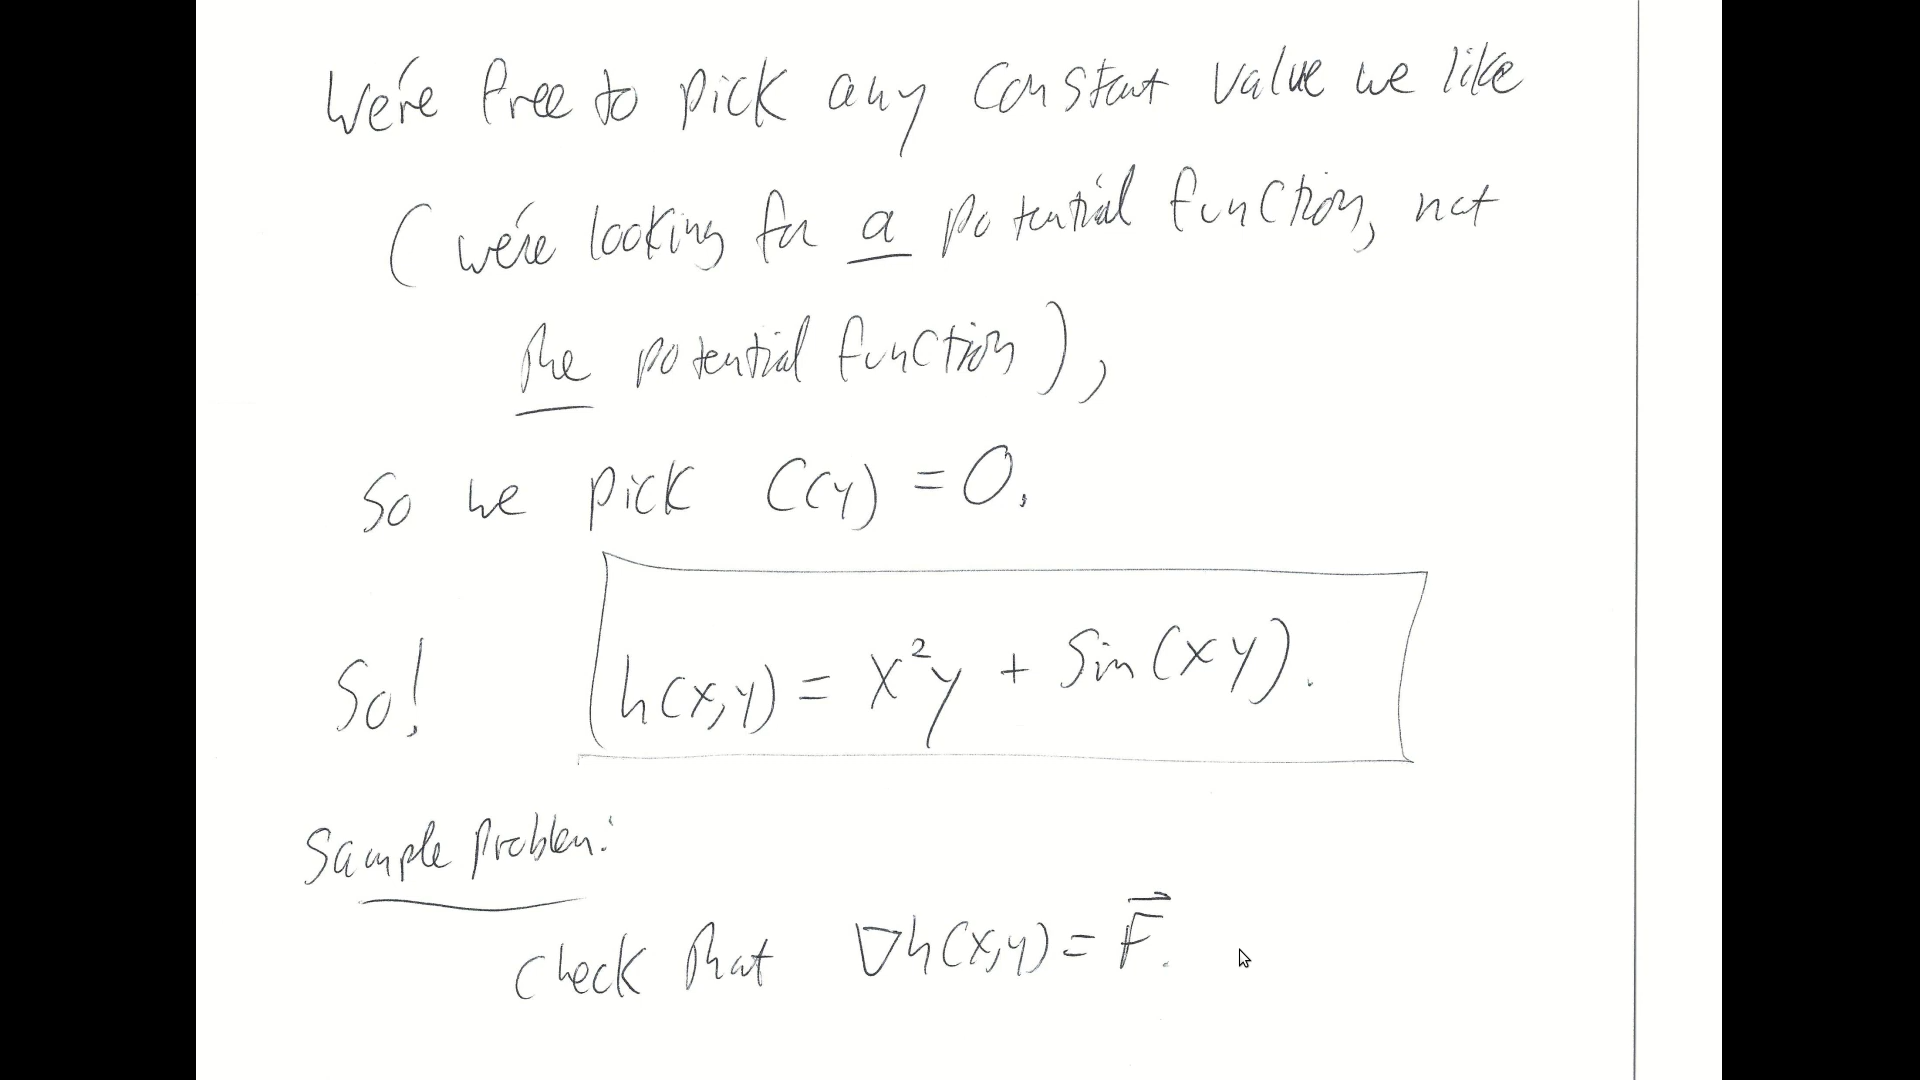 We're free to pick any constant value we like
(we're looking for a potential function, not
the potential function),
So we pick C(y) = 0.
So! h(x,y) = x²y + Sin(xy).
Sample Problem:
Check that ∇h(x,y) = F⃗.